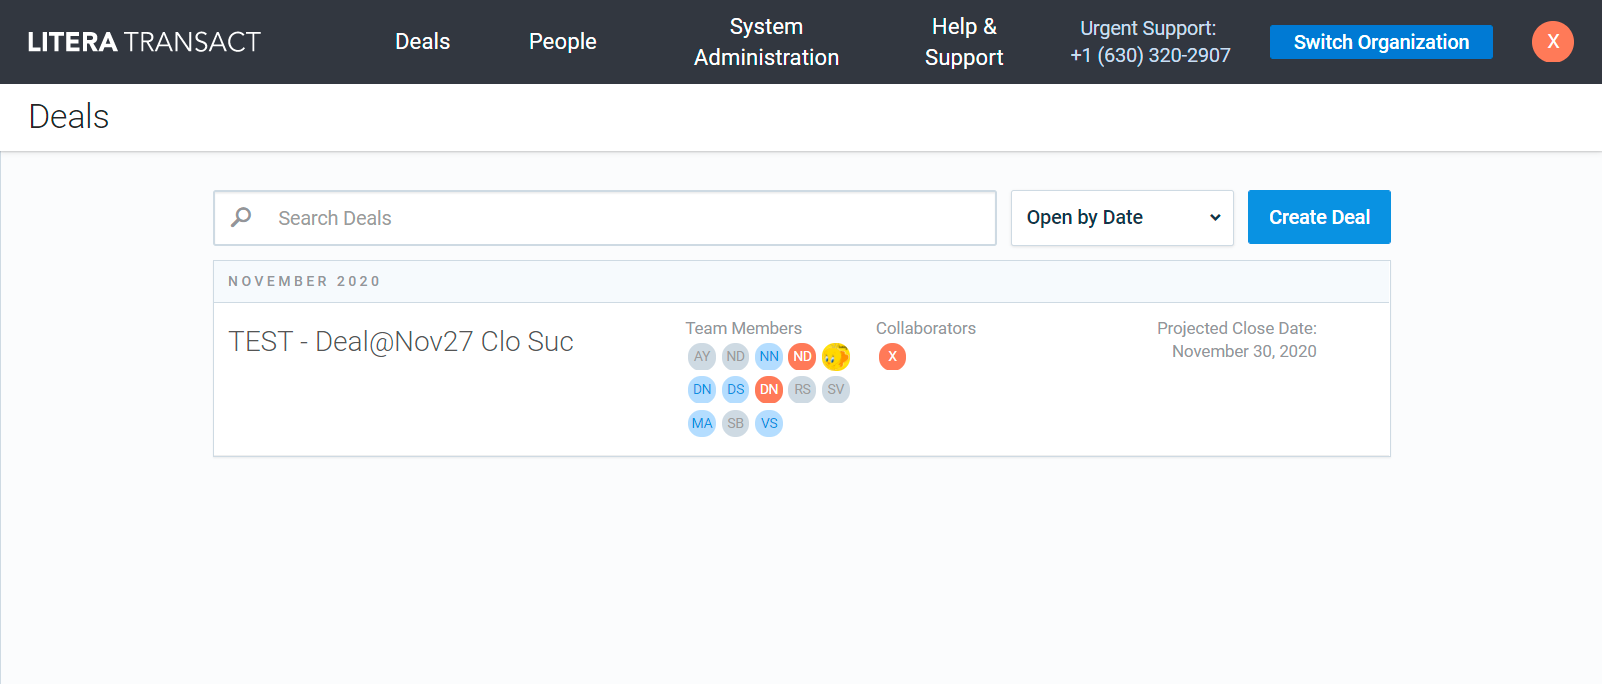 LITERA TRANSACT
Deals
People
System
Administration
Help &
Support
Urgent Support:
+1 (630) 320-2907
Switch Organization
X
Deals
Search Deals
Open by Date
Create Deal
NOVEMBER 2020
TEST - Deal@Nov27 Clo Suc
Team Members
AY ND NN ND
DN DS DN RS SV
MA SB VS
Collaborators
X
Projected Close Date:
November 30, 2020